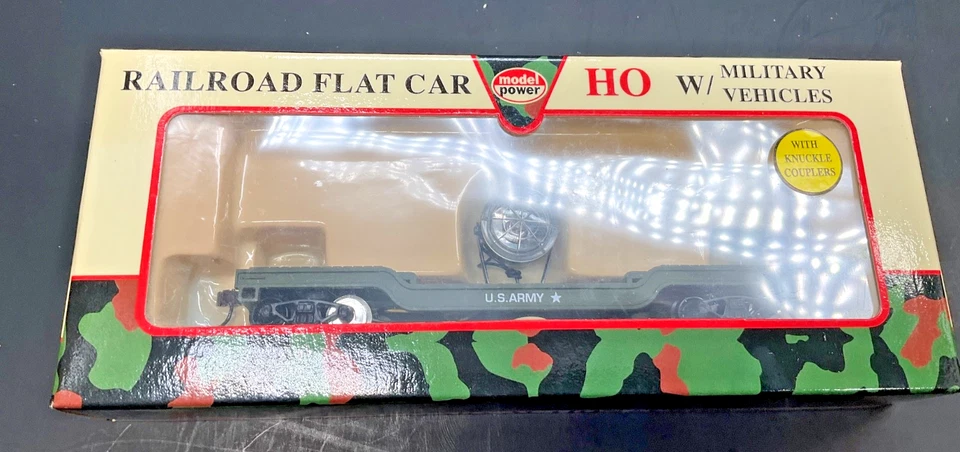 RAILROAD FLAT CAR
model
power
HO
W/ MILITARY
VEHICLES
WITH
KNUCKLE
COUPLERS
U.S.ARMY ★